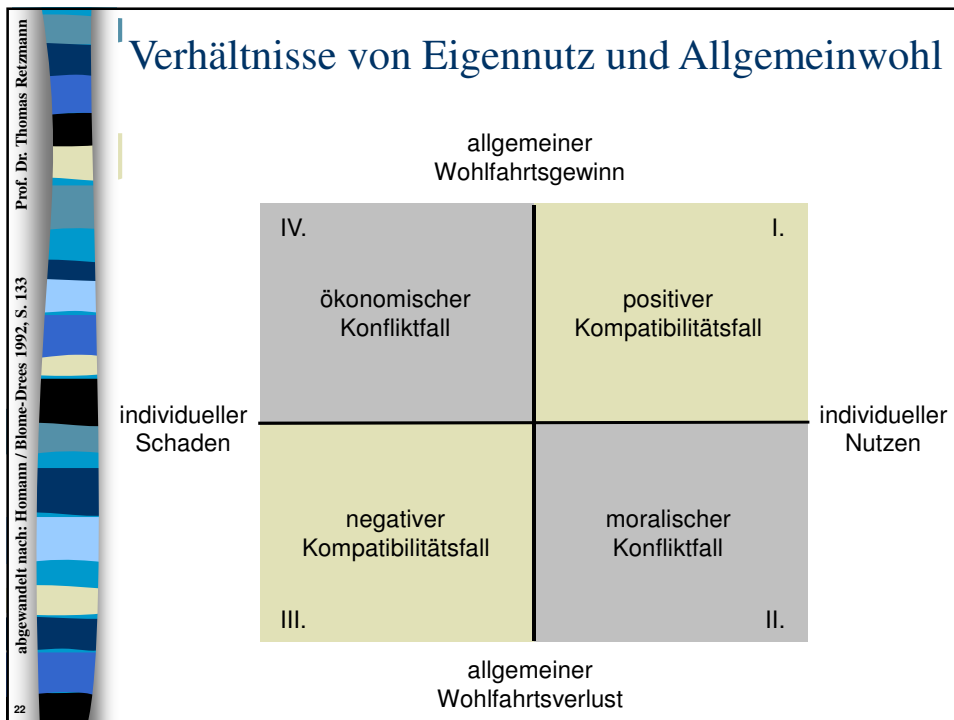 Verhältnisse von Eigennutz und Allgemeinwohl
allgemeiner
Wohlfahrtsgewinn
IV.
I.
ökonomischer
Konfliktfall
positiver
Kompatibilitätsfall
individueller
Schaden
individueller
Nutzen
negativer
Kompatibilitätsfall
moralischer
Konfliktfall
III.
II.
allgemeiner
Wohlfahrtsverlust
abgewandelt nach: Homann / Blome-Drees 1992, S. 133 Prof. Dr. Thomas Retzmann
22